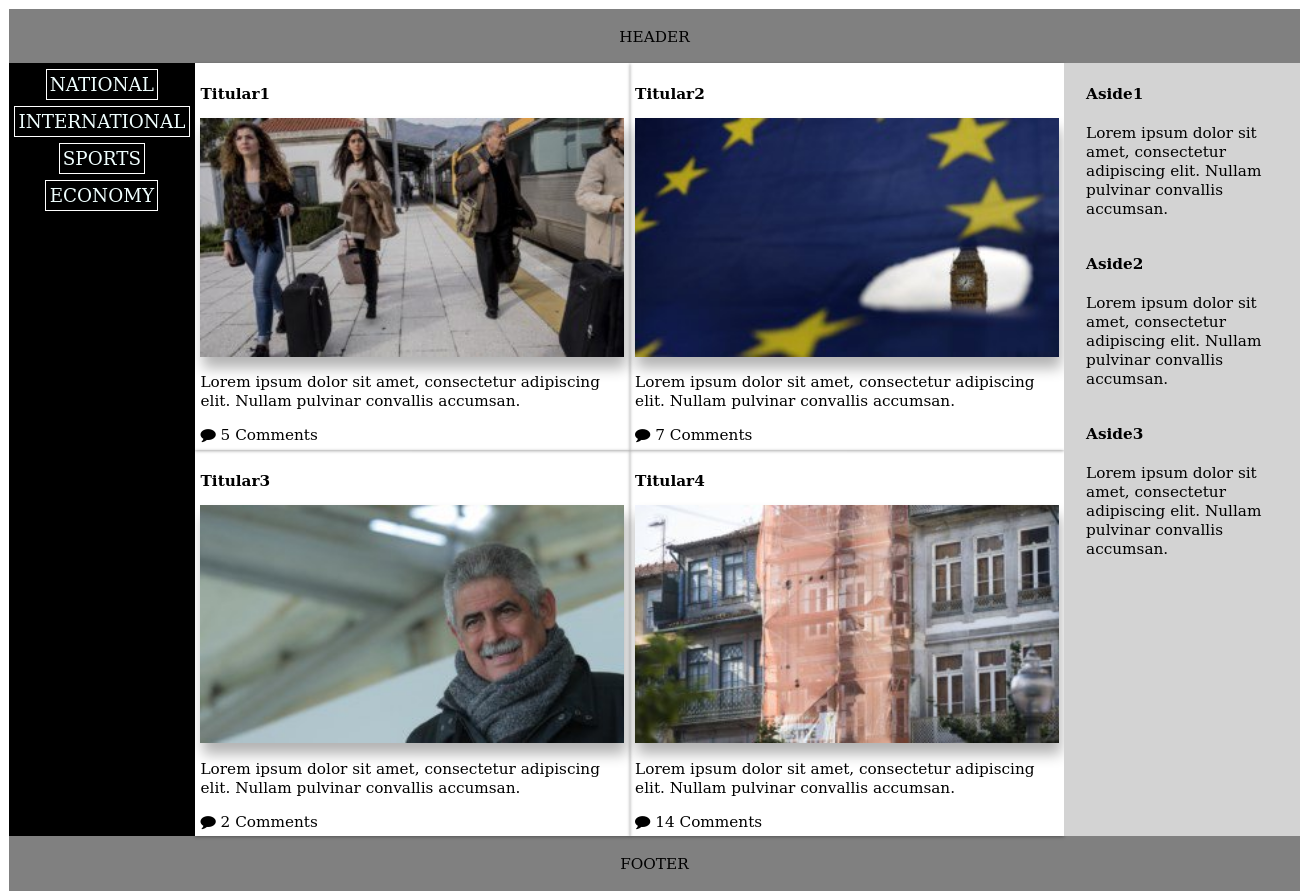 HEADER
NATIONAL
INTERNATIONAL
SPORTS
ECONOMY
Titular1
Lorem ipsum dolor sit amet, consectetur adipiscing
elit. Nullam pulvinar convallis accumsan.
5 Comments
Titular2
Lorem ipsum dolor sit amet, consectetur adipiscing
elit. Nullam pulvinar convallis accumsan.
7 Comments
Titular3
Lorem ipsum dolor sit amet, consectetur adipiscing
elit. Nullam pulvinar convallis accumsan.
2 Comments
Titular4
Lorem ipsum dolor sit amet, consectetur adipiscing
elit. Nullam pulvinar convallis accumsan.
14 Comments
Aside1
Lorem ipsum dolor sit
amet, consectetur
adipiscing elit. Nullam
pulvinar convallis
accumsan.
Aside2
Lorem ipsum dolor sit
amet, consectetur
adipiscing elit. Nullam
pulvinar convallis
accumsan.
Aside3
Lorem ipsum dolor sit
amet, consectetur
adipiscing elit. Nullam
pulvinar convallis
accumsan.
FOOTER